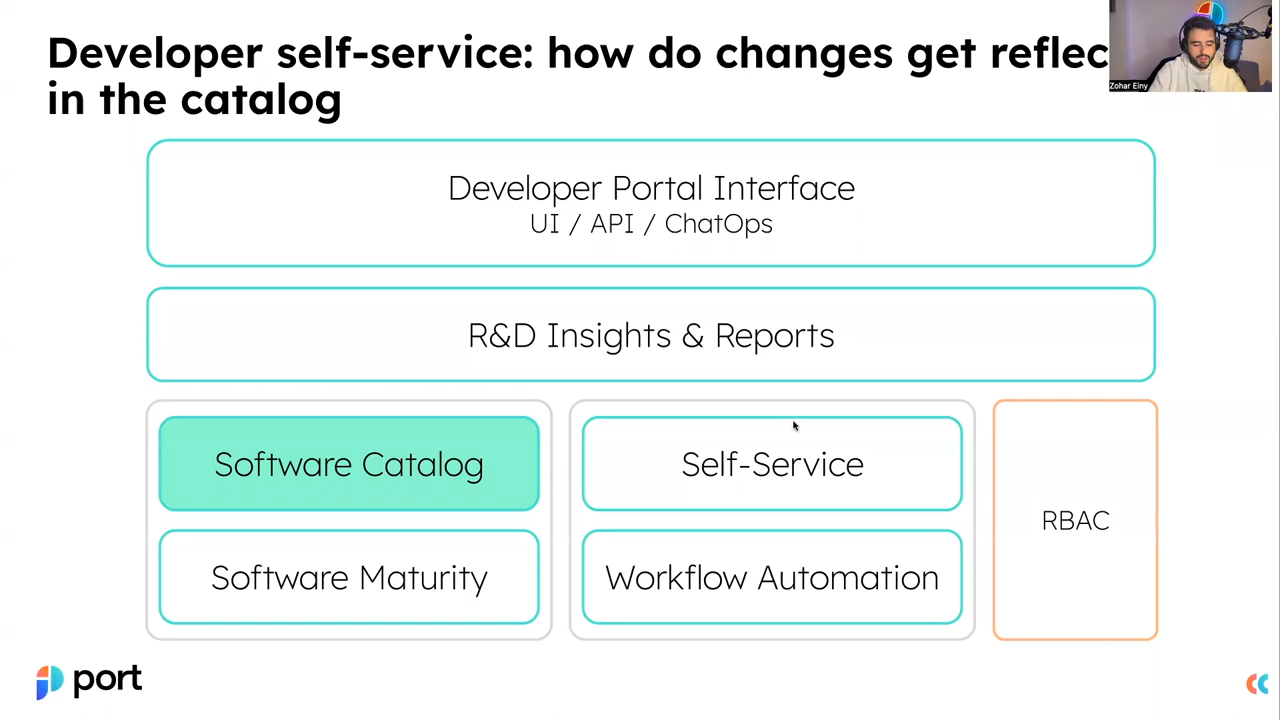 Developer self-service: how do changes get reflec
in the catalog
Zohar Einy
Developer Portal Interface
UI / API / ChatOps
R&D Insights & Reports
Software Catalog
Self-Service
RBAC
Software Maturity
Workflow Automation
port